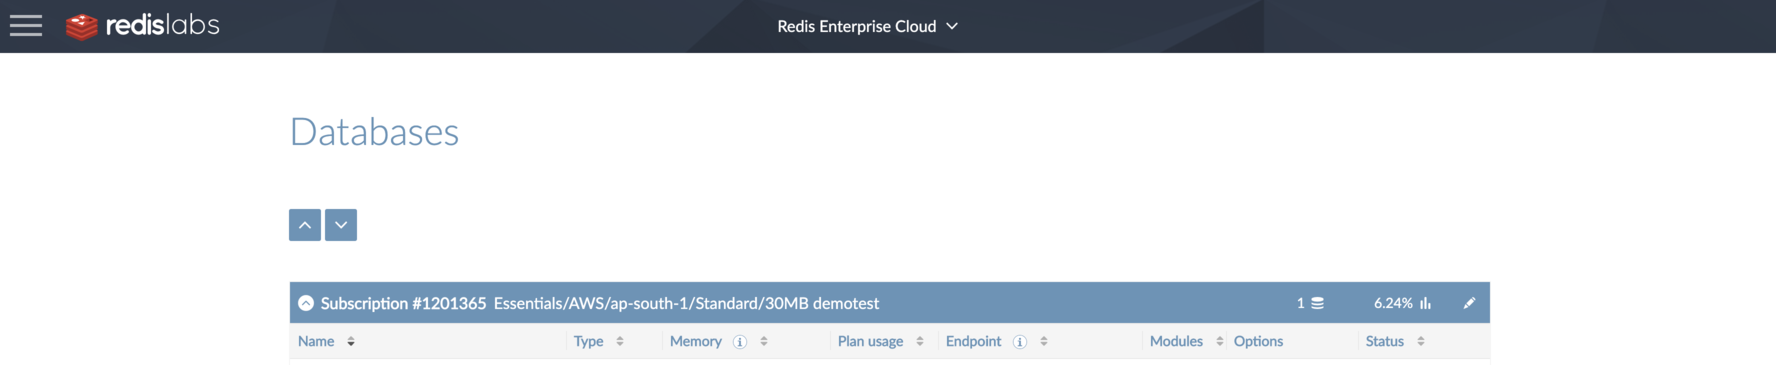 redislabs
Redis Enterprise Cloud
Databases
Subscription #1201365 Essentials/AWS/ap-south-1/Standard/30MB demotest 1 6.24%
Name Type Memory Plan usage Endpoint Modules Options Status